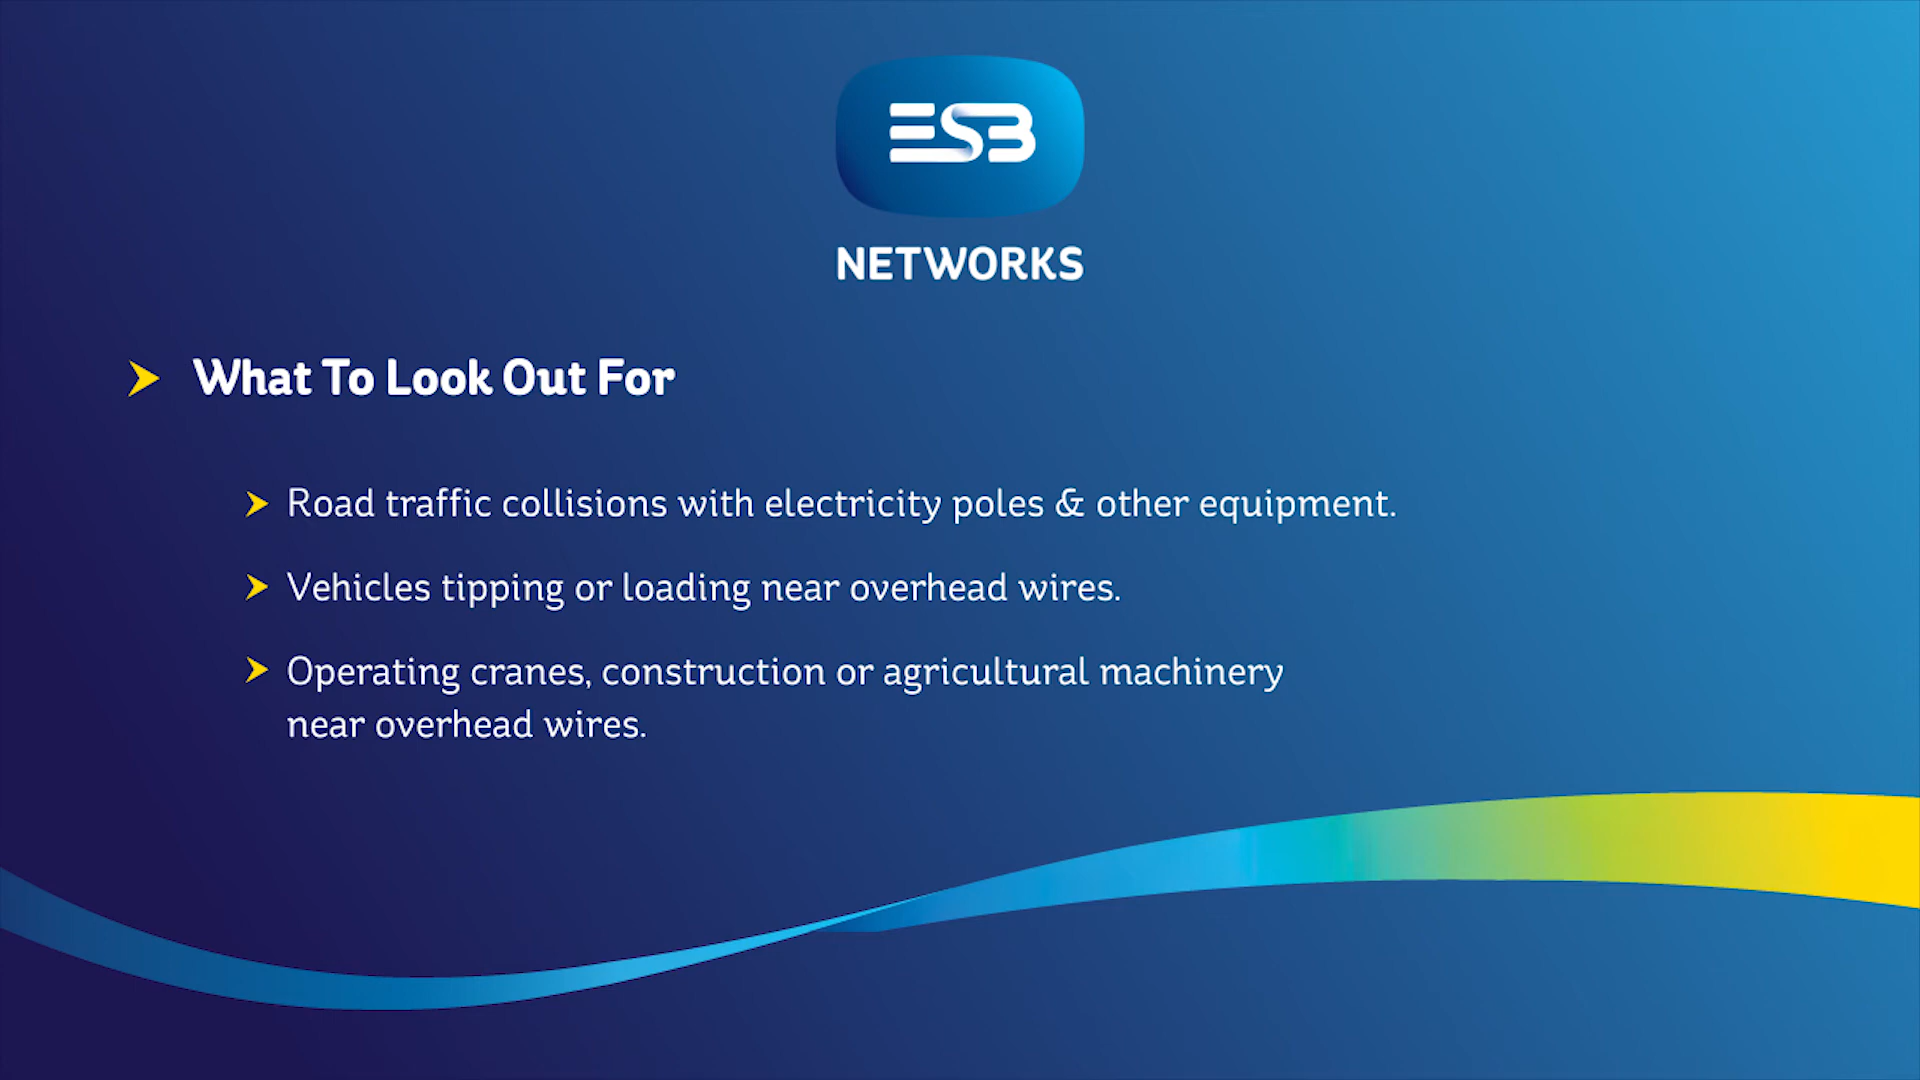 ESB
NETWORKS
What To Look Out For
Road traffic collisions with electricity poles & other equipment.
Vehicles tipping or loading near overhead wires.
Operating cranes, construction or agricultural machinery
near overhead wires.